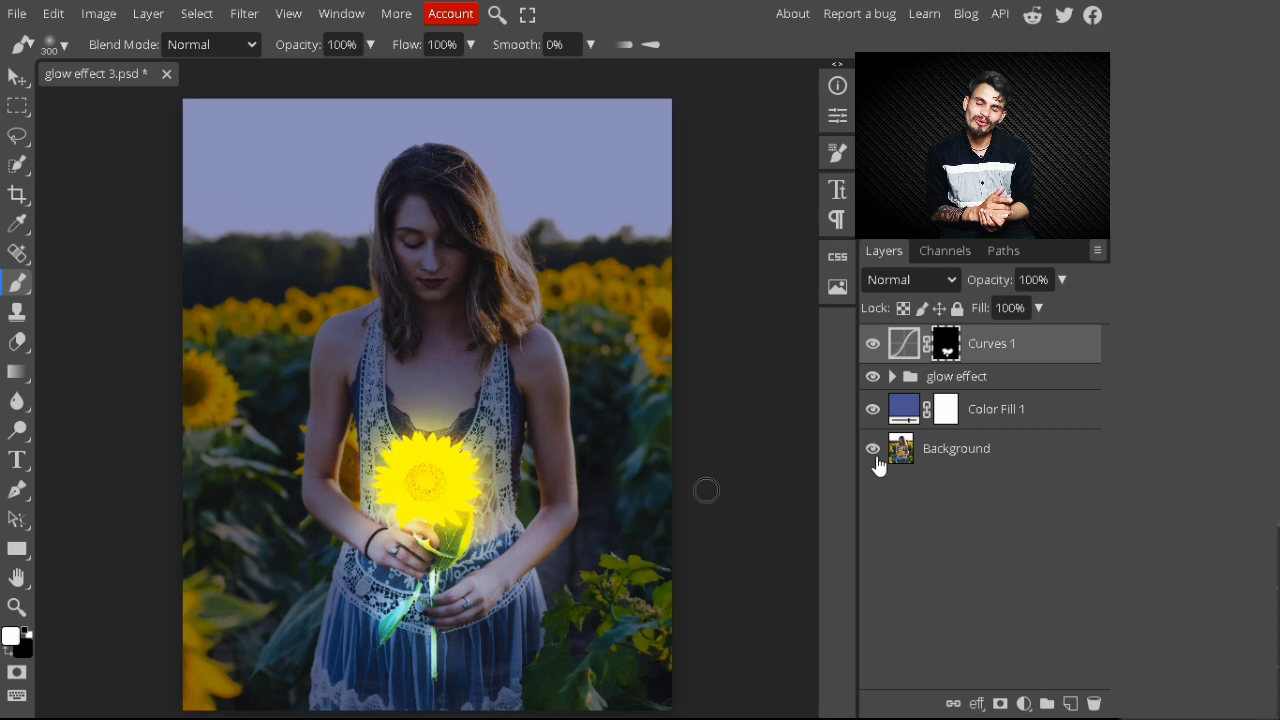 File Edit Image Layer Select Filter View Window More Account About Report a bug Learn Blog API
300 Blend Mode: Normal Opacity: 100% Flow: 100% Smooth: 0%
glow effect 3.psd *
CSS
Layers Channels Paths
Normal Opacity: 100%
Lock: Fill: 100%
Curves 1
glow effect
Color Fill 1
Background
eff